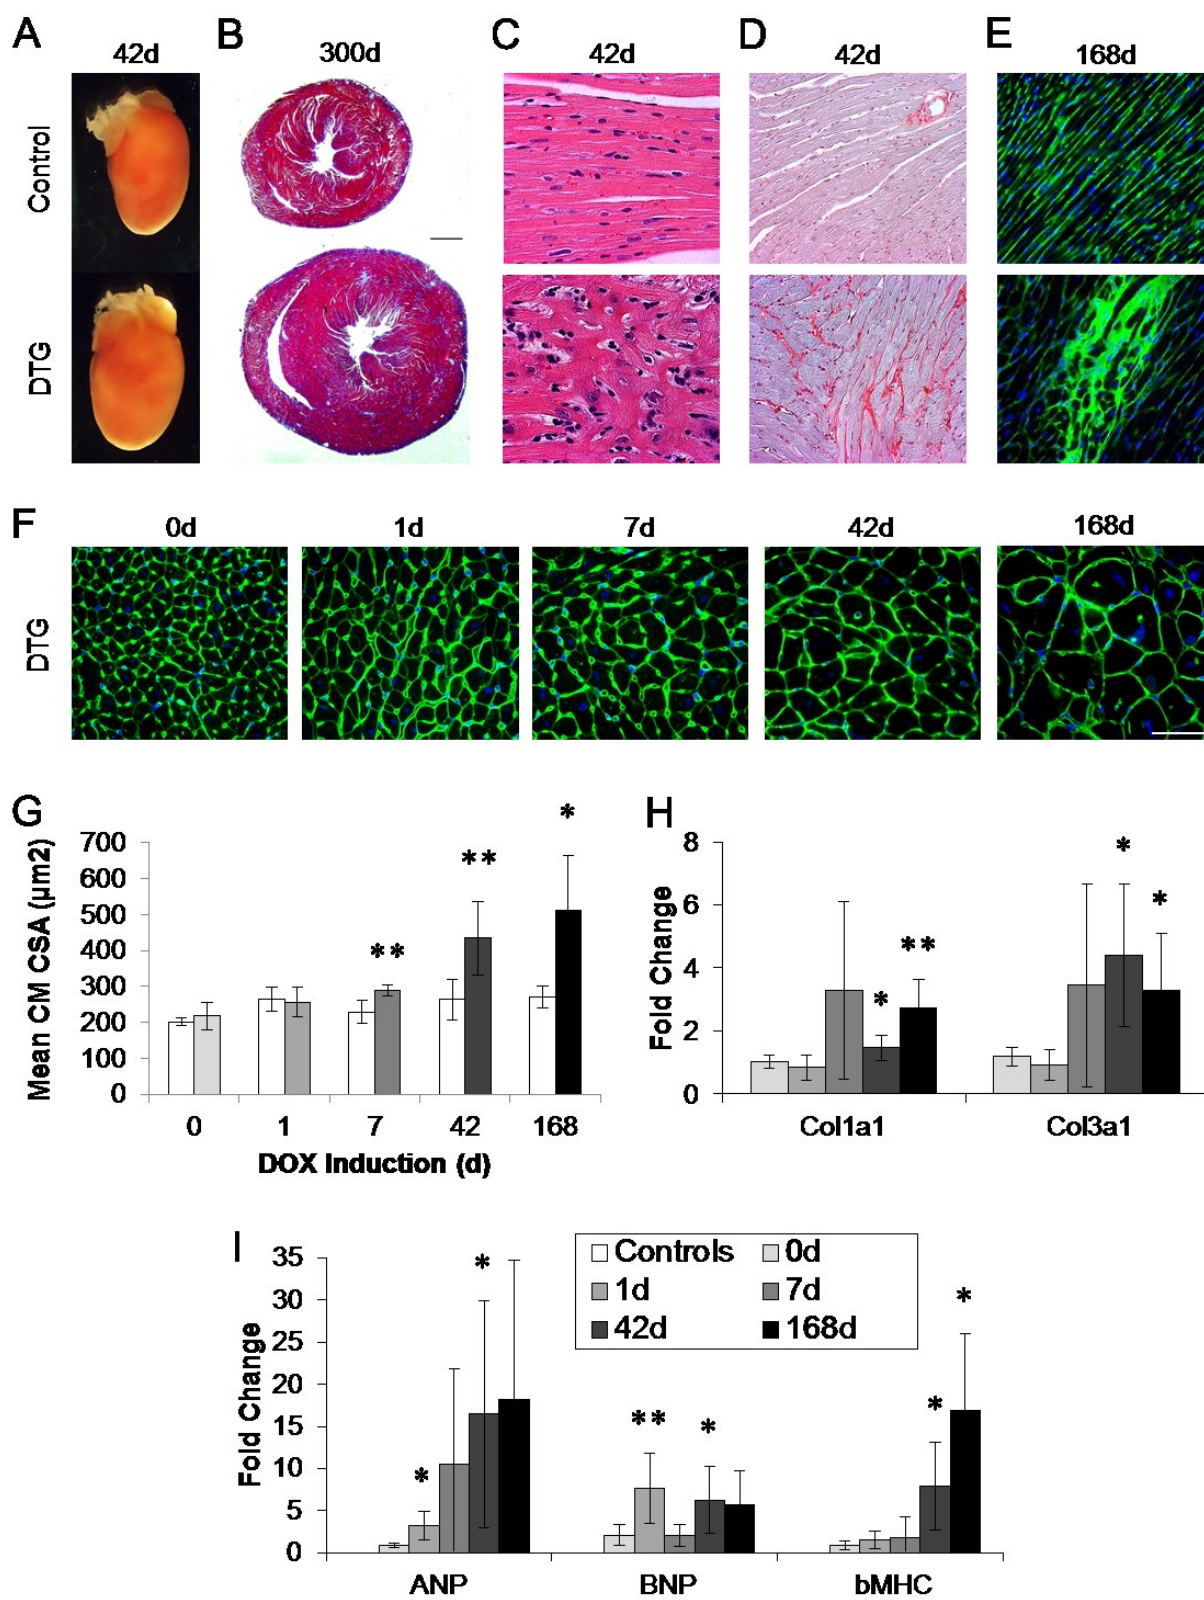 A B C D E
42d 300d 42d 42d 168d
Control
DTG
F
0d 1d 7d 42d 168d
DTG
G
Mean CM CSA (µm2)
700
600
500
400
300
200
100
0
** ** *
0 1 7 42 168
DOX Induction (d)
H
Fold Change
8
6
4
2
0
* ** * *
Col1a1 Col3a1
I
Fold Change
35
30
25
20
15
10
5
0
Controls 0d
1d 7d
42d 168d
* * ** * * *
ANP BNP bMHC